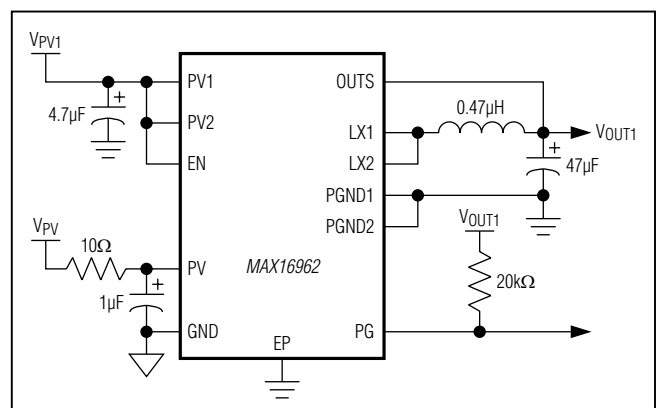 VPV1
PV1
OUTS
4.7µF
0.47µH
PV2
LX1
VOUT1
EN
LX2
47µF
PGND1
VPV
PGND2
VOUT1
10Ω
PV
MAX16962
20kΩ
1µF
GND
PG
EP